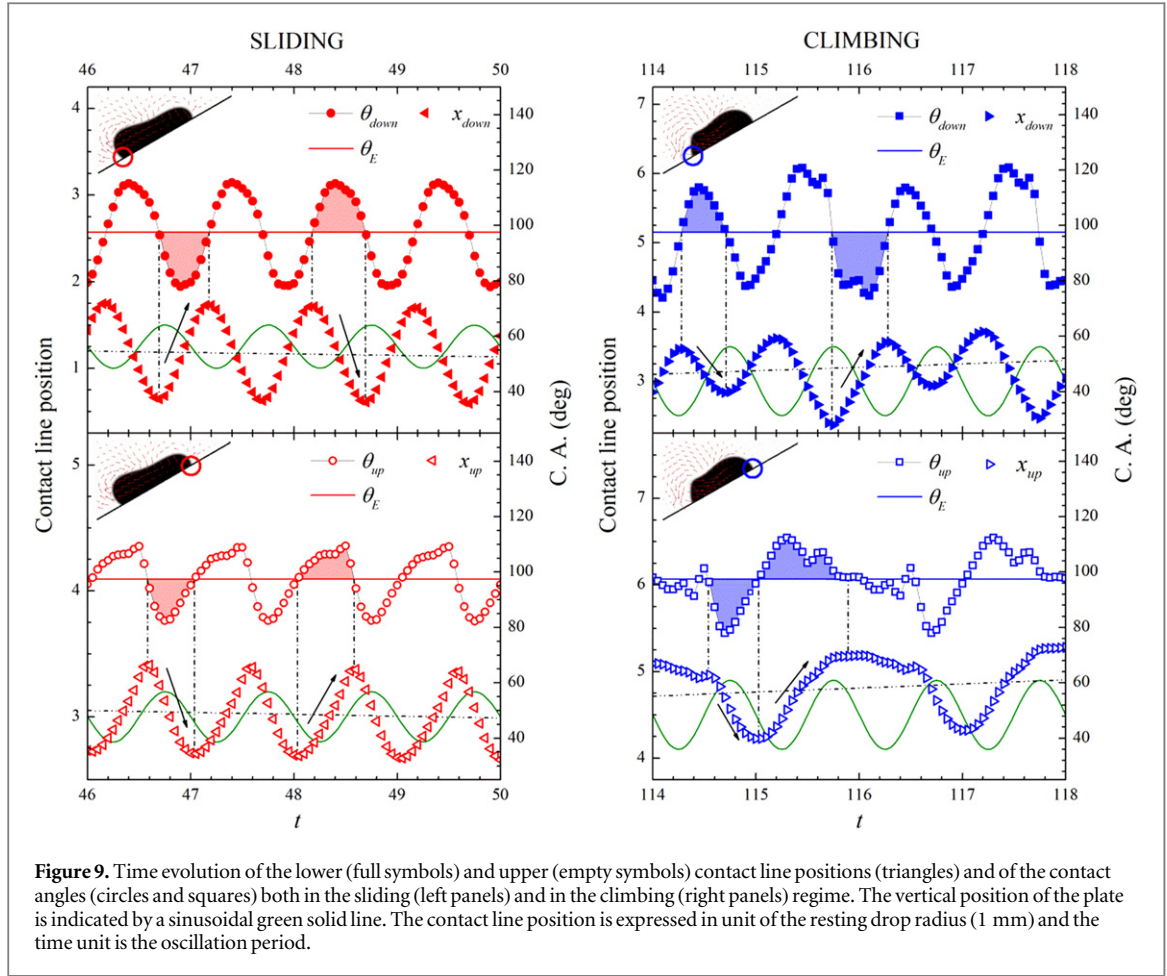 SLIDING
CLIMBING
46 47 48 49 50
114 115 116 117 118
4
3
2
1
140
120
100
80
60
40
θdown xdown
θE
Contact line position
C. A. (deg)
7
6
5
4
3
140
120
100
80
60
40
θdown xdown
θE
Contact line position
C. A. (deg)
5
4
3
140
120
100
80
60
40
θup xup
θE
Contact line position
C. A. (deg)
46 47 48 49 50
t
7
6
5
4
140
120
100
80
60
40
θup xup
θE
Contact line position
C. A. (deg)
114 115 116 117 118
t
Figure 9. Time evolution of the lower (full symbols) and upper (empty symbols) contact line positions (triangles) and of the contact
angles (circles and squares) both in the sliding (left panels) and in the climbing (right panels) regime. The vertical position of the plate
is indicated by a sinusoidal green solid line. The contact line position is expressed in unit of the resting drop radius (1 mm) and the
time unit is the oscillation period.